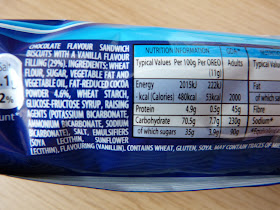 CHOCOLATE FLAVOUR SANDWICH
BISCUITS WITH A VANILLA FLAVOUR
FILLING (29%). INGREDIENTS: WHEAT
FLOUR, SUGAR, VEGETABLE FAT AND
VEGETABLE OIL, FAT-REDUCED COCOA
POWDER 4.6%, WHEAT STARCH,
GLUCOSE-FRUCTOSE SYRUP, RAISING
AGENTS (POTASSIUM BICARBONATE,
AMMONIUM BICARBONATE, SODIUM
BICARBONATE), SALT, EMULSIFIERS
(SOYA LECITHIN, SUNFLOWER
LECITHIN), FLAVOURING (VANILLIN). CONTAINS WHEAT, GLUTEN, SOYA. MAY CONTAIN TRACES OF
NUTRITION INFORMATION GDA**
Typical Values Per 100g Per OREO Adults Typical
(11g)
Energy 2015kJ 222kJ Fat
kcal (Calories) 480kcal 53kcal 2000 of which
Protein 4.9g 0.5g 45g Fibre
Carbohydrate 70.5g 7.7g 230g Sodium*
of which sugars 35g 3.9g 90g